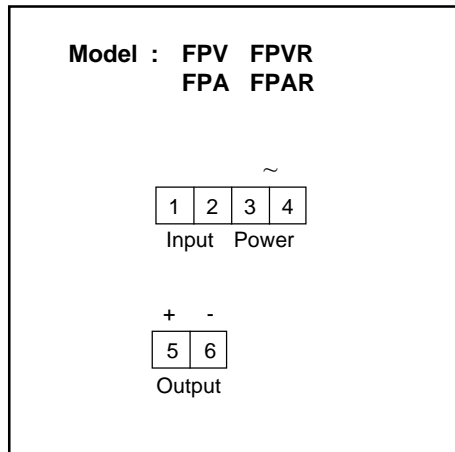 Model : FPV FPVR
FPA FPAR
~
1 2 3 4
Input Power
+ -
5 6
Output